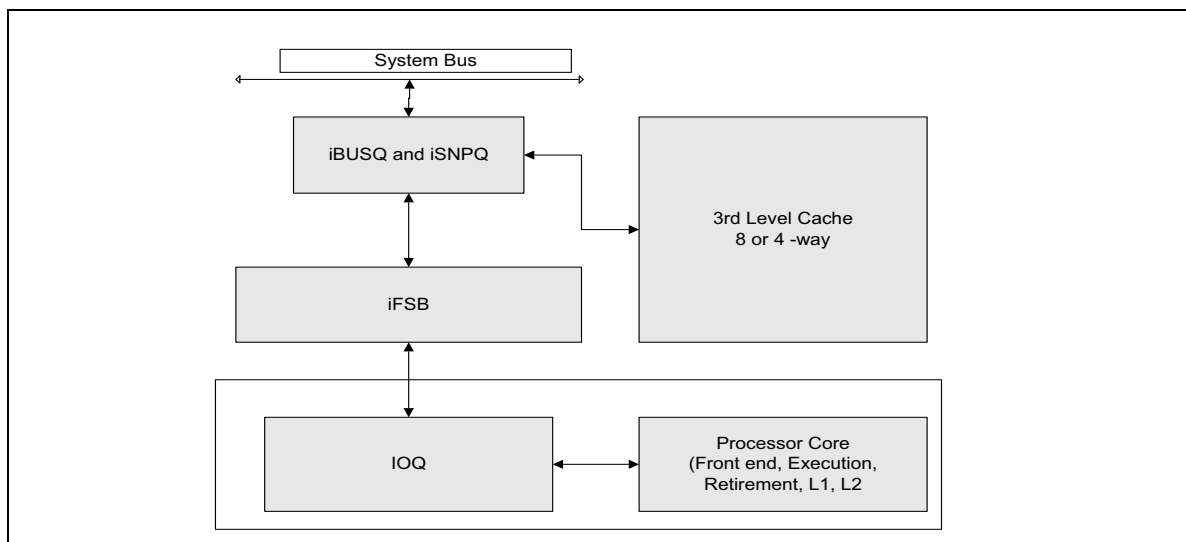 System Bus
iBUSQ and iSNPQ
3rd Level Cache
8 or 4 -way
iFSB
IOQ
Processor Core
(Front end, Execution,
Retirement, L1, L2